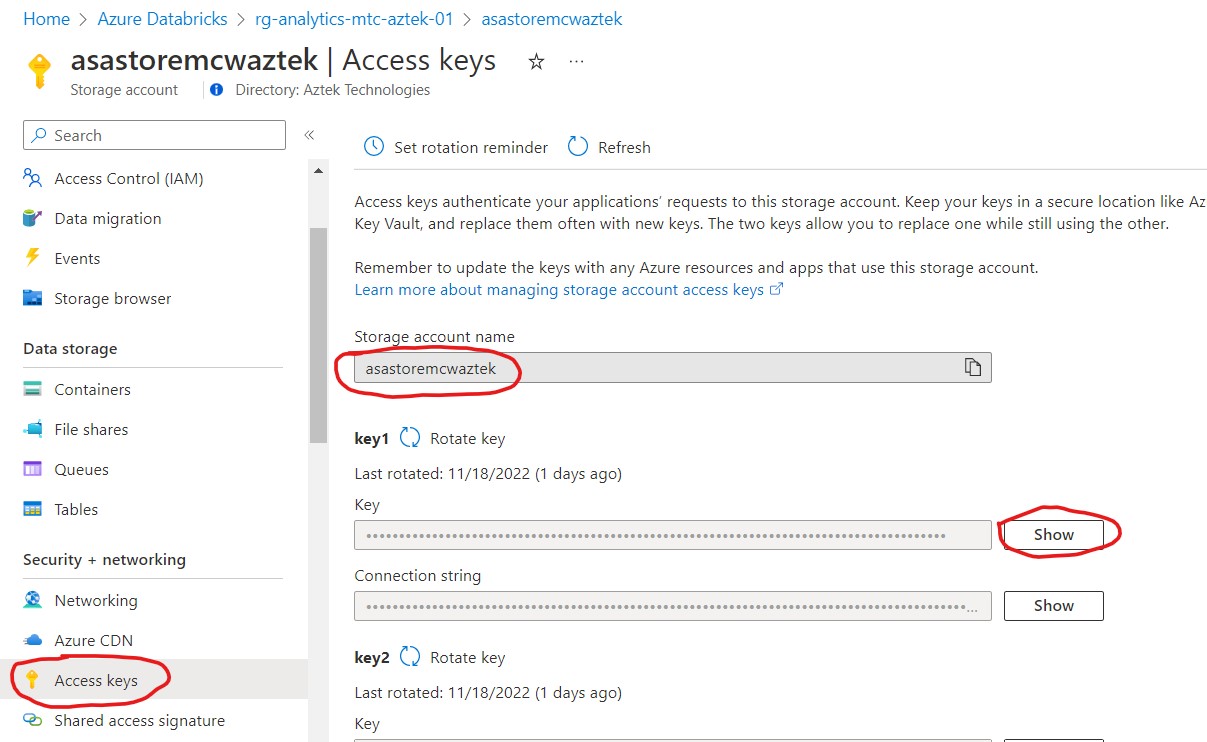 Home > Azure Databricks > rg-analytics-mtc-aztek-01 > asastoremcwaztek
asastoremcwaztek | Access keys ...
Storage account
Directory: Aztek Technologies
Search
«
Access Control (IAM)
Data migration
Events
Storage browser
Data storage
Containers
File shares
Queues
Tables
Security + networking
Networking
Azure CDN
Access keys
Shared access signature
Set rotation reminder
Refresh
Access keys authenticate your applications' requests to this storage account. Keep your keys in a secure location like Az
Key Vault, and replace them often with new keys. The two keys allow you to replace one while still using the other.
Remember to update the keys with any Azure resources and apps that use this storage account.
Learn more about managing storage account access keys
Storage account name
asastoremcwaztek
key1
Rotate key
Last rotated: 11/18/2022 (1 days ago)
Key
Show
Connection string
Show
key2
Rotate key
Last rotated: 11/18/2022 (1 days ago)
Key